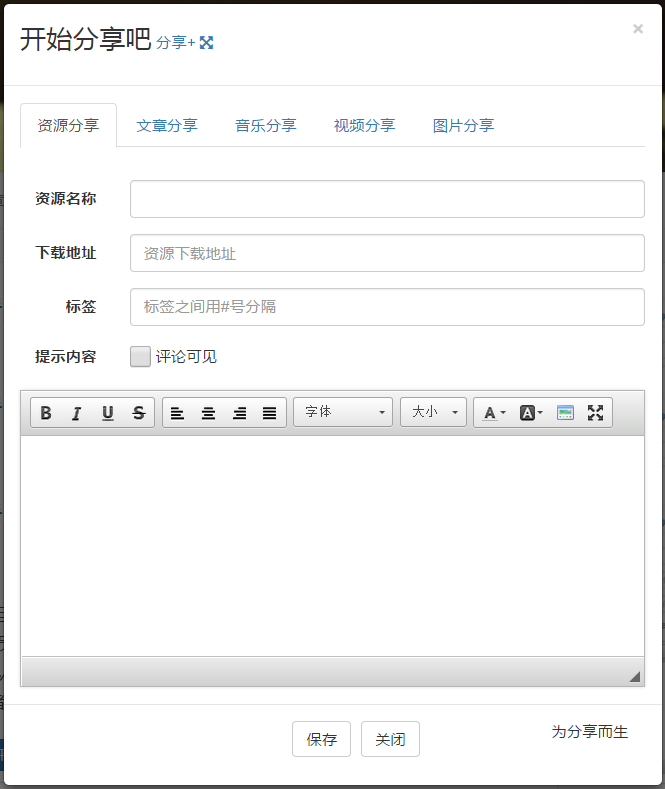 开始分享吧 分享+
×
资源分享 文章分享 音乐分享 视频分享 图片分享
资源名称
下载地址 资源下载地址
标签 标签之间用#号分隔
提示内容 评论可见
B I U S 字体 大小 A A
保存 关闭 为分享而生